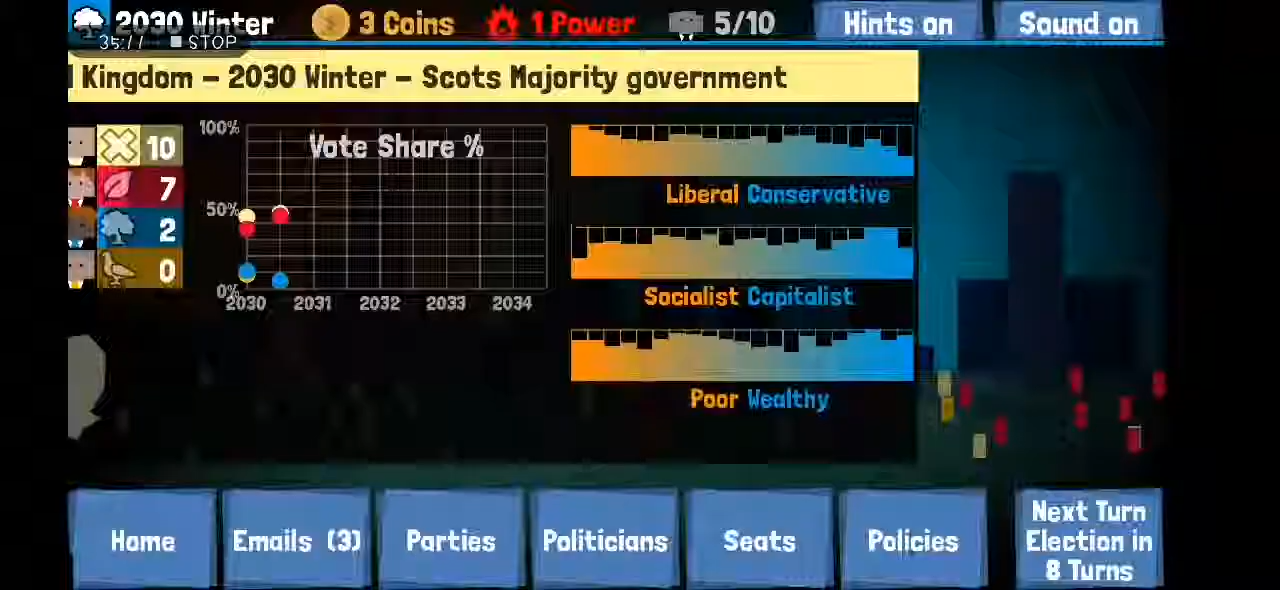 2030 Winter 3 Coins 1 Power 5/10 Hints on Sound on
STOP
Kingdom - 2030 Winter - Scots Majority government
10
7
2
0
Vote Share %
100%
50%
0%
2030 2031 2032 2033 2034
Liberal Conservative
Socialist Capitalist
Poor Wealthy
Home
Emails (3)
Parties
Politicians
Seats
Policies
Next Turn
Election in
8 Turns